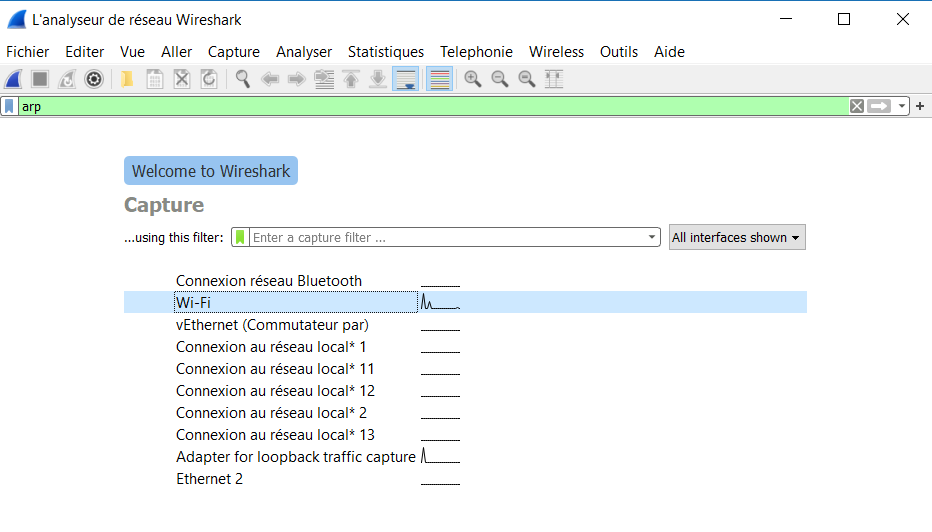 L'analyseur de réseau Wireshark
Fichier Editer Vue Aller Capture Analyser Statistiques Telephonie Wireless Outils Aide
arp
Welcome to Wireshark
Capture
...using this filter: Enter a capture filter ... All interfaces shown
Connexion réseau Bluetooth
Wi-Fi
vEthernet (Commutateur par)
Connexion au réseau local* 1
Connexion au réseau local* 11
Connexion au réseau local* 12
Connexion au réseau local* 2
Connexion au réseau local* 13
Adapter for loopback traffic capture
Ethernet 2